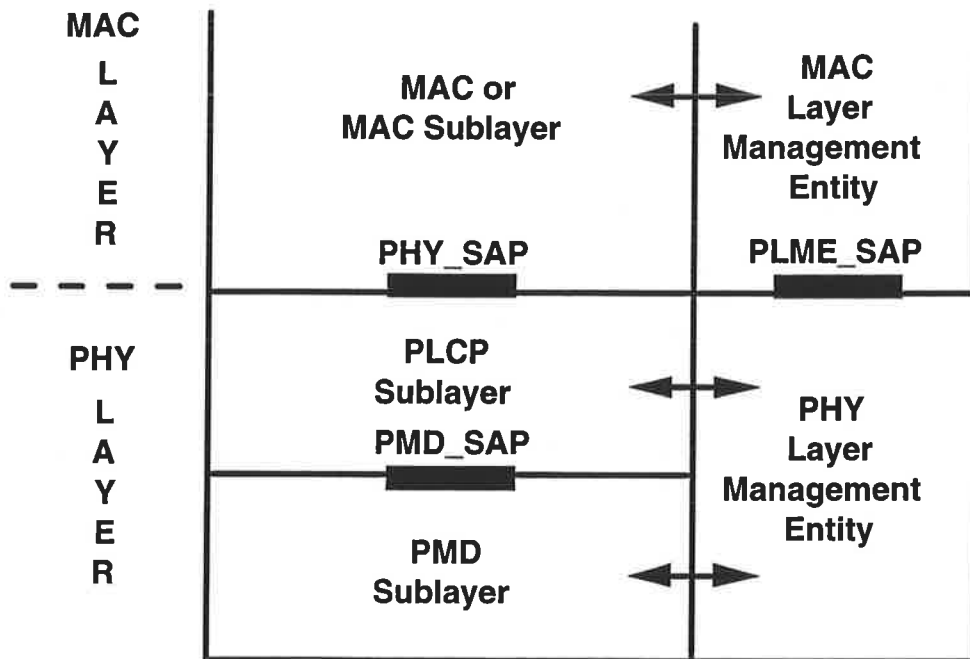 MAC
L
A
Y
E
R
MAC or
MAC Sublayer
MAC
Layer
Management
Entity
PHY_SAP
PLME_SAP
PHY
L
A
Y
E
R
PLCP
Sublayer
PMD_SAP
PMD
Sublayer
PHY
Layer
Management
Entity